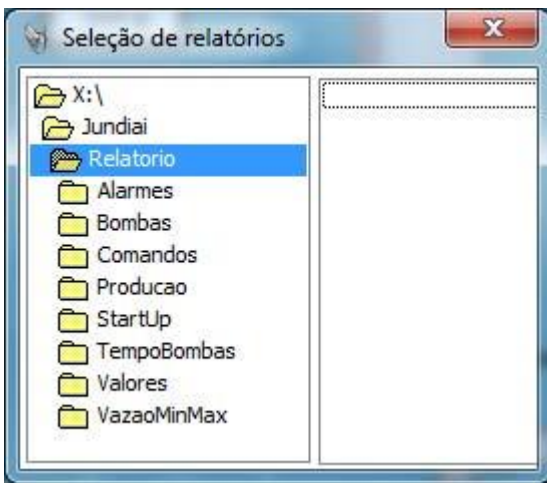 Seleção de relatórios
X:\
Jundiai
Relatorio
Alarmes
Bombas
Comandos
Producao
StartUp
TempoBombas
Valores
VazaoMinMax